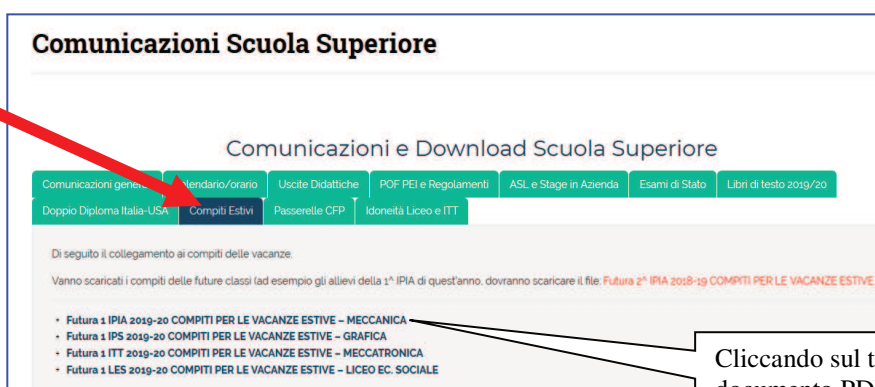 Comunicazioni Scuola Superiore
Comunicazioni e Download Scuola Superiore
Comunicazioni Calendario/orario Uscite Didattiche POF PEI e Regolamenti ASL e Stage in Azienda Esami di Stato Libri di testo 2019/20
Doppio Diploma Italia-USA Compiti Estivi Passerelle CFP Idoneità Liceo e ITT
Di seguito il collegamento ai compiti delle vacanze.
Vanno scaricati i compiti delle future classi (ad esempio gli allievi della 1^ IPIA di quest'anno, dovranno scaricare il file: Futura 2^ IPIA 2018-19 COMPITI PER LE VACANZE ESTIVE
Futura 1 IPIA 2019-20 COMPITI PER LE VACANZE ESTIVE – MECCANICA
Futura 1 IPS 2019-20 COMPITI PER LE VACANZE ESTIVE – GRAFICA
Futura 1 ITT 2019-20 COMPITI PER LE VACANZE ESTIVE – MECCATRONICA
Futura 1 LES 2019-20 COMPITI PER LE VACANZE ESTIVE – LICEO EC. SOCIALE
Cliccando sul t